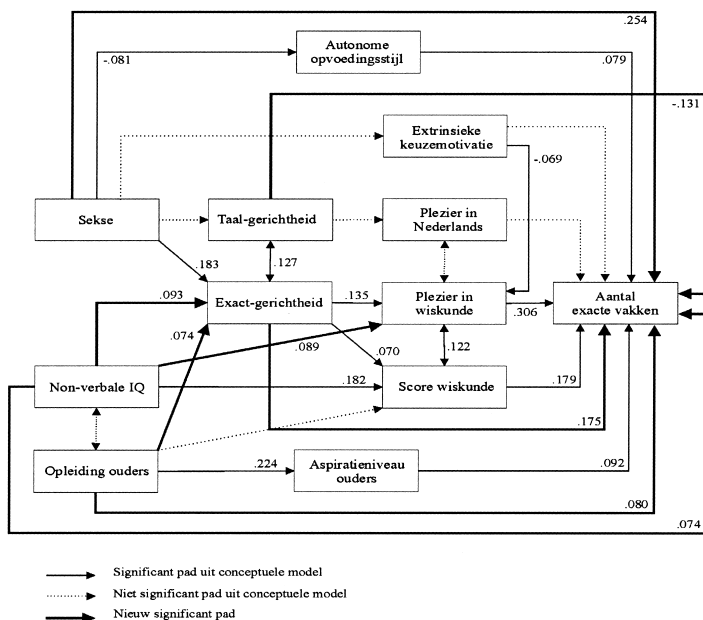 .254
Autonome
opvoedingsstijl
-.081
.079
-.131
Extrinsieke
keuzemotivatie
-.069
Sekse
Taal-gerichtheid
Plezier in
Nederlands
.183
.127
.093
Exact-gerichtheid
.135
Plezier in
wiskunde
.306
Aantal
exacte vakken
.074
.089
.070
.122
Non-verbale IQ
.182
Score wiskunde
.179
.175
Opleiding ouders
.224
Aspiratieniveau
ouders
.092
.080
.074
Significant pad uit conceptuele model
Niet significant pad uit conceptuele model
Nieuw significant pad